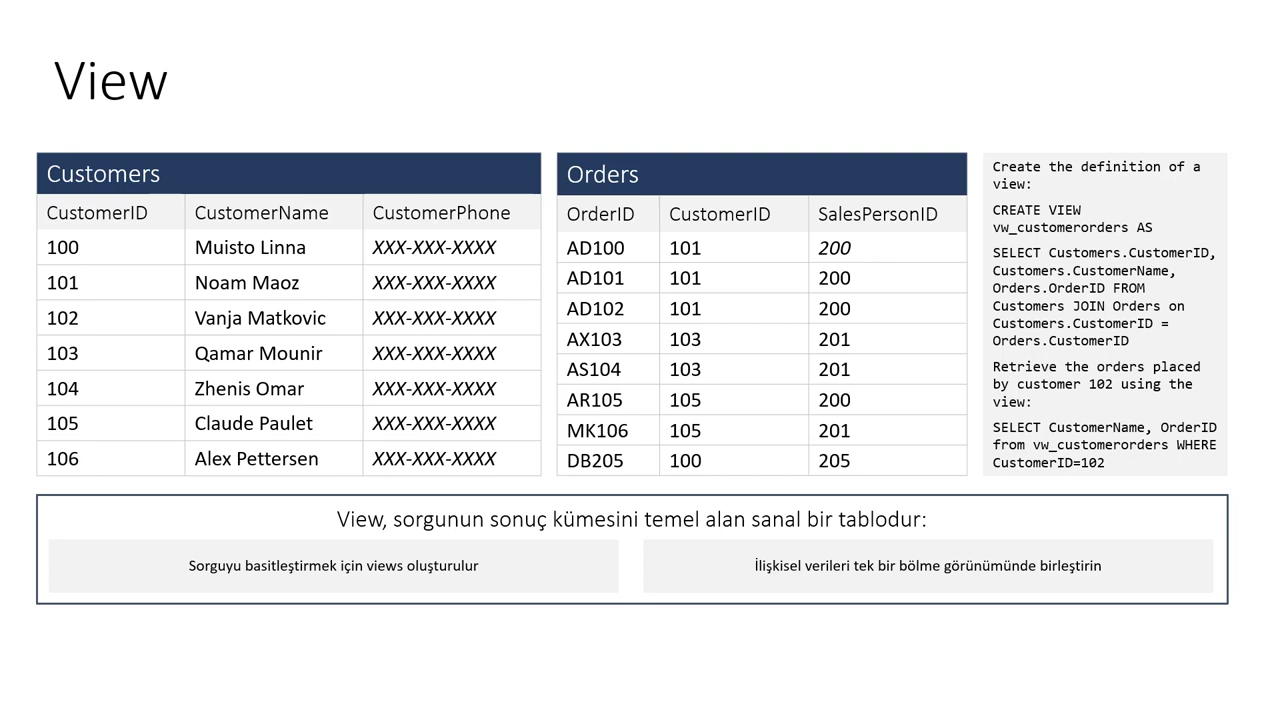 View
Customers
CustomerID CustomerName CustomerPhone
100 Muisto Linna XXX-XXX-XXXX
101 Noam Maoz XXX-XXX-XXXX
102 Vanja Matkovic XXX-XXX-XXXX
103 Qamar Mounir XXX-XXX-XXXX
104 Zhenis Omar XXX-XXX-XXXX
105 Claude Paulet XXX-XXX-XXXX
106 Alex Pettersen XXX-XXX-XXXX
Orders
OrderID CustomerID SalesPersonID
AD100 101 200
AD101 101 200
AD102 101 200
AX103 103 201
AS104 103 201
AR105 105 200
MK106 105 201
DB205 100 205
Create the definition of a
view:
CREATE VIEW
vw_customerorders AS
SELECT Customers.CustomerID,
Customers.CustomerName,
Orders.OrderID FROM
Customers JOIN Orders on
Customers.CustomerID =
Orders.CustomerID
Retrieve the orders placed
by customer 102 using the
view:
SELECT CustomerName, OrderID
from vw_customerorders WHERE
CustomerID=102
View, sorgunun sonuç kümesini temel alan sanal bir tablodur:
Sorguyu basitleştirmek için views oluşturulur
İlişkisel verileri tek bir bölme görünümünde birleştirin